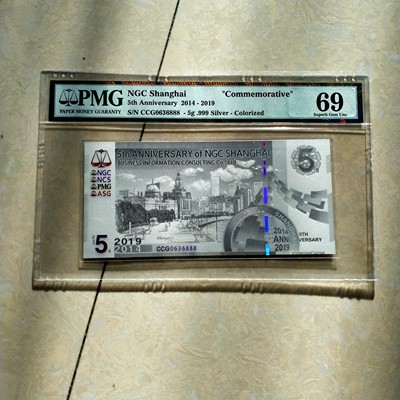 PMG
PAPER MONEY GUARANTY
NGC Shanghai "Commemorative"
5th Anniversary 2014 - 2019
S/N CCG0636888 - 5g .999 Silver - Colorized
69
Superb Gem Unc
5th ANNIVERSARY of NGC SHANGHAI
BUSINESS INFORMATION CONSULTING Co., Ltd
NGC
NCS
PMG
ASG
5
5
2019
2014
CCG0636888
2014
5TH
ANNIVERSARY
2019